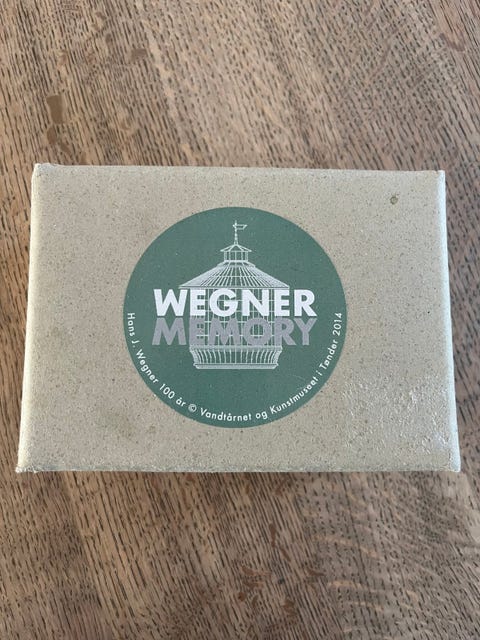 WEGNER
MEMORY
Hans J. Wegner 100 år © Vandtårnet og Kunstmuseet i Tønder 2014